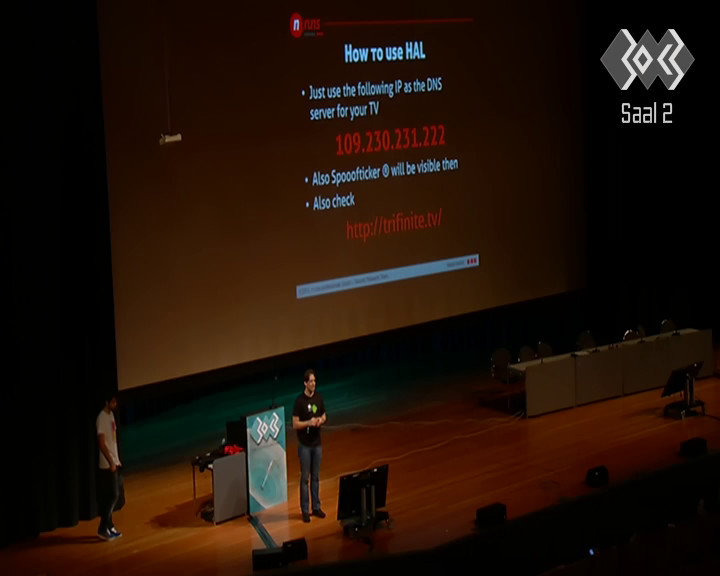 n runs
How to use HAL
• Just use the following IP as the DNS
server for your TV
109.230.231.222
• Also Spooofticker ® will be visible then
• Also check
http://trifinite.tv/
Saal 2